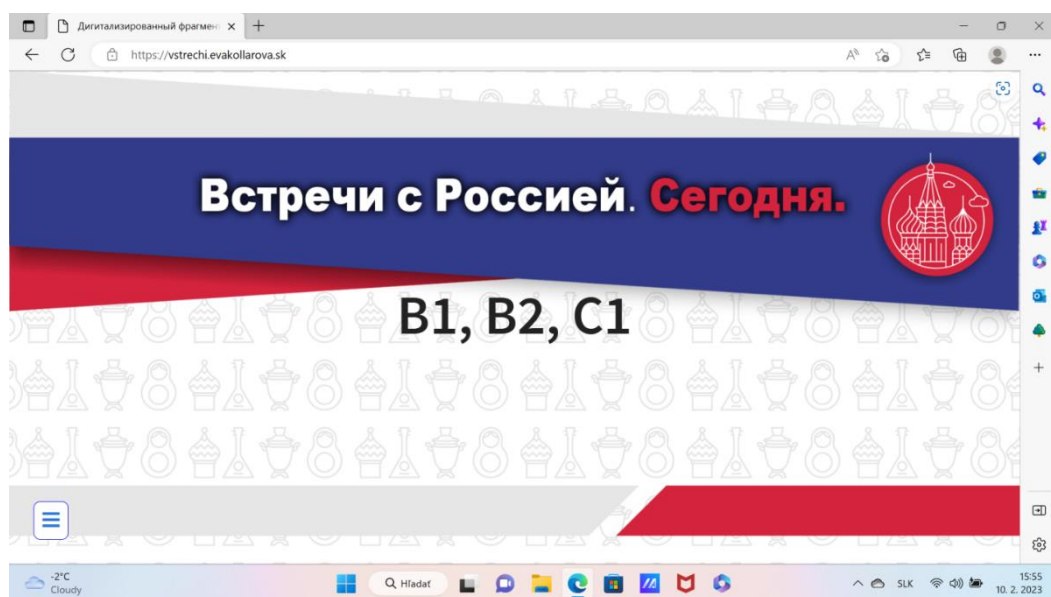 Дигитализированный фрагмен
https://vstrechi.evakollarova.sk
Встречи с Россией. Сегодня.
B1, B2, C1
-2°C
Cloudy
Hľadať
SLK
15:55
10. 2. 2023